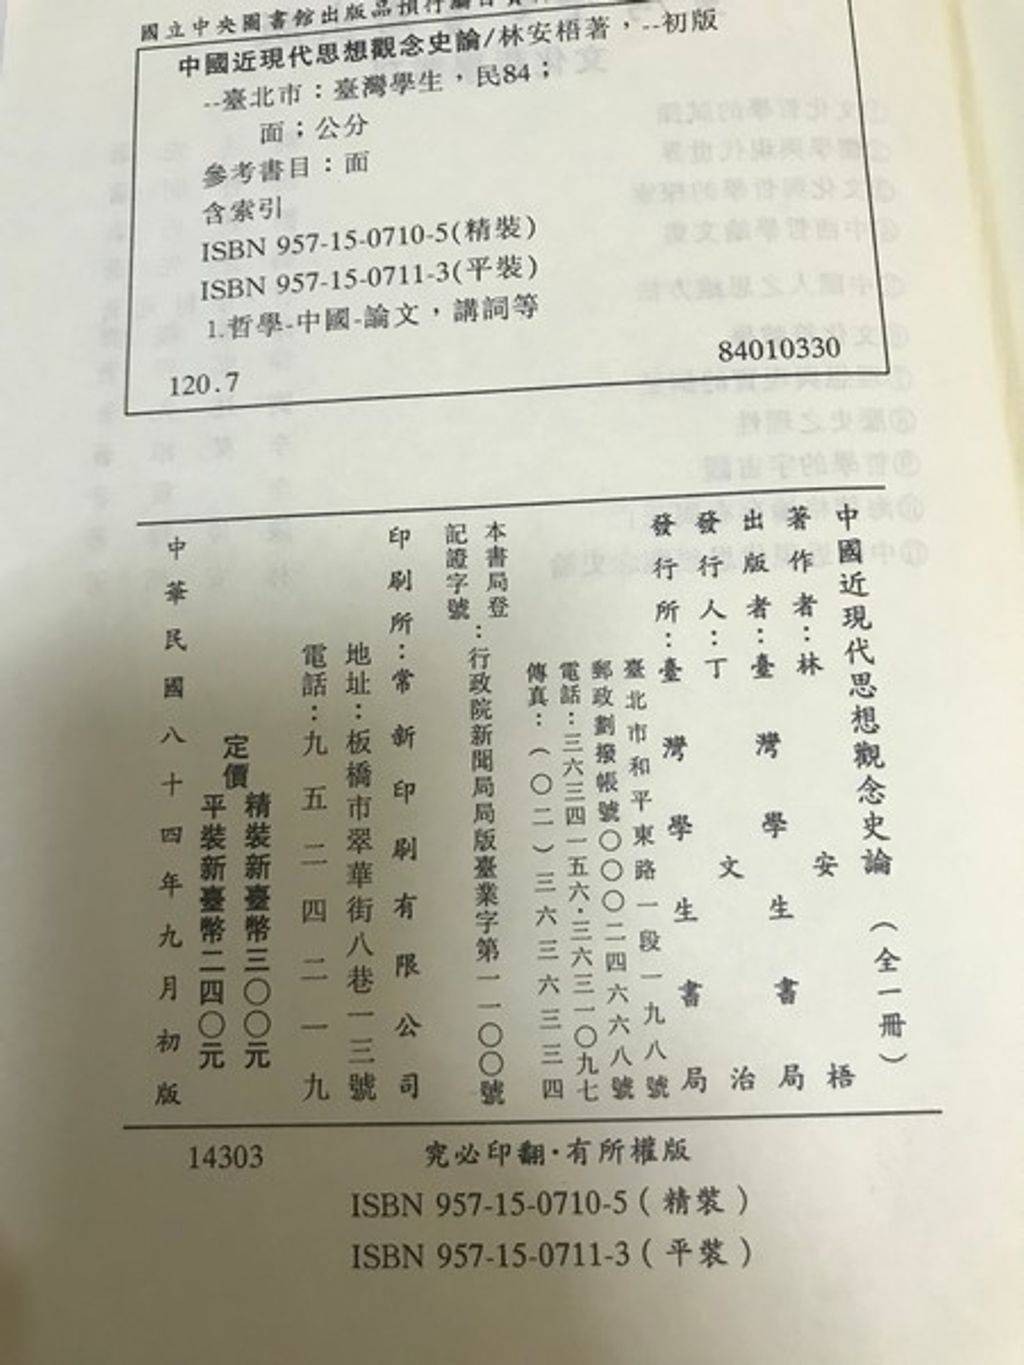 國立中央圖書館出版品預行編目資料
中國近現代思想觀念史論/林安梧著,--初版
--臺北市:臺灣學生,民84;
面;公分
參考書目:面
含索引
ISBN 957-15-0710-5(精裝)
ISBN 957-15-0711-3(平裝)
1.哲學-中國-論文,講詞等
120.7
84010330
中國近現代思想觀念史論(全一冊)
著作者:林安梧
出版者:臺灣學生書局
發行人:丁文治
發行所:臺灣學生書局
臺北市和平東路一段一九八號
郵政劃撥帳號〇〇〇二四六六八號
電話:三六三四一五六·三六三一〇九七
傳真:(〇二)三六三六三三四
本書局登
記證字號:行政院新聞局局版臺業字第一一〇〇號
印刷所:常新印刷有限公司
地址:板橋市翠華街八巷一三號
電話:九五二四二一九
定價
精裝新臺幣三〇〇元
平裝新臺幣二四〇元
中華民國八十四年九月初版
14303
究必印翻·有所權版
ISBN 957-15-0710-5(精裝)
ISBN 957-15-0711-3(平裝)